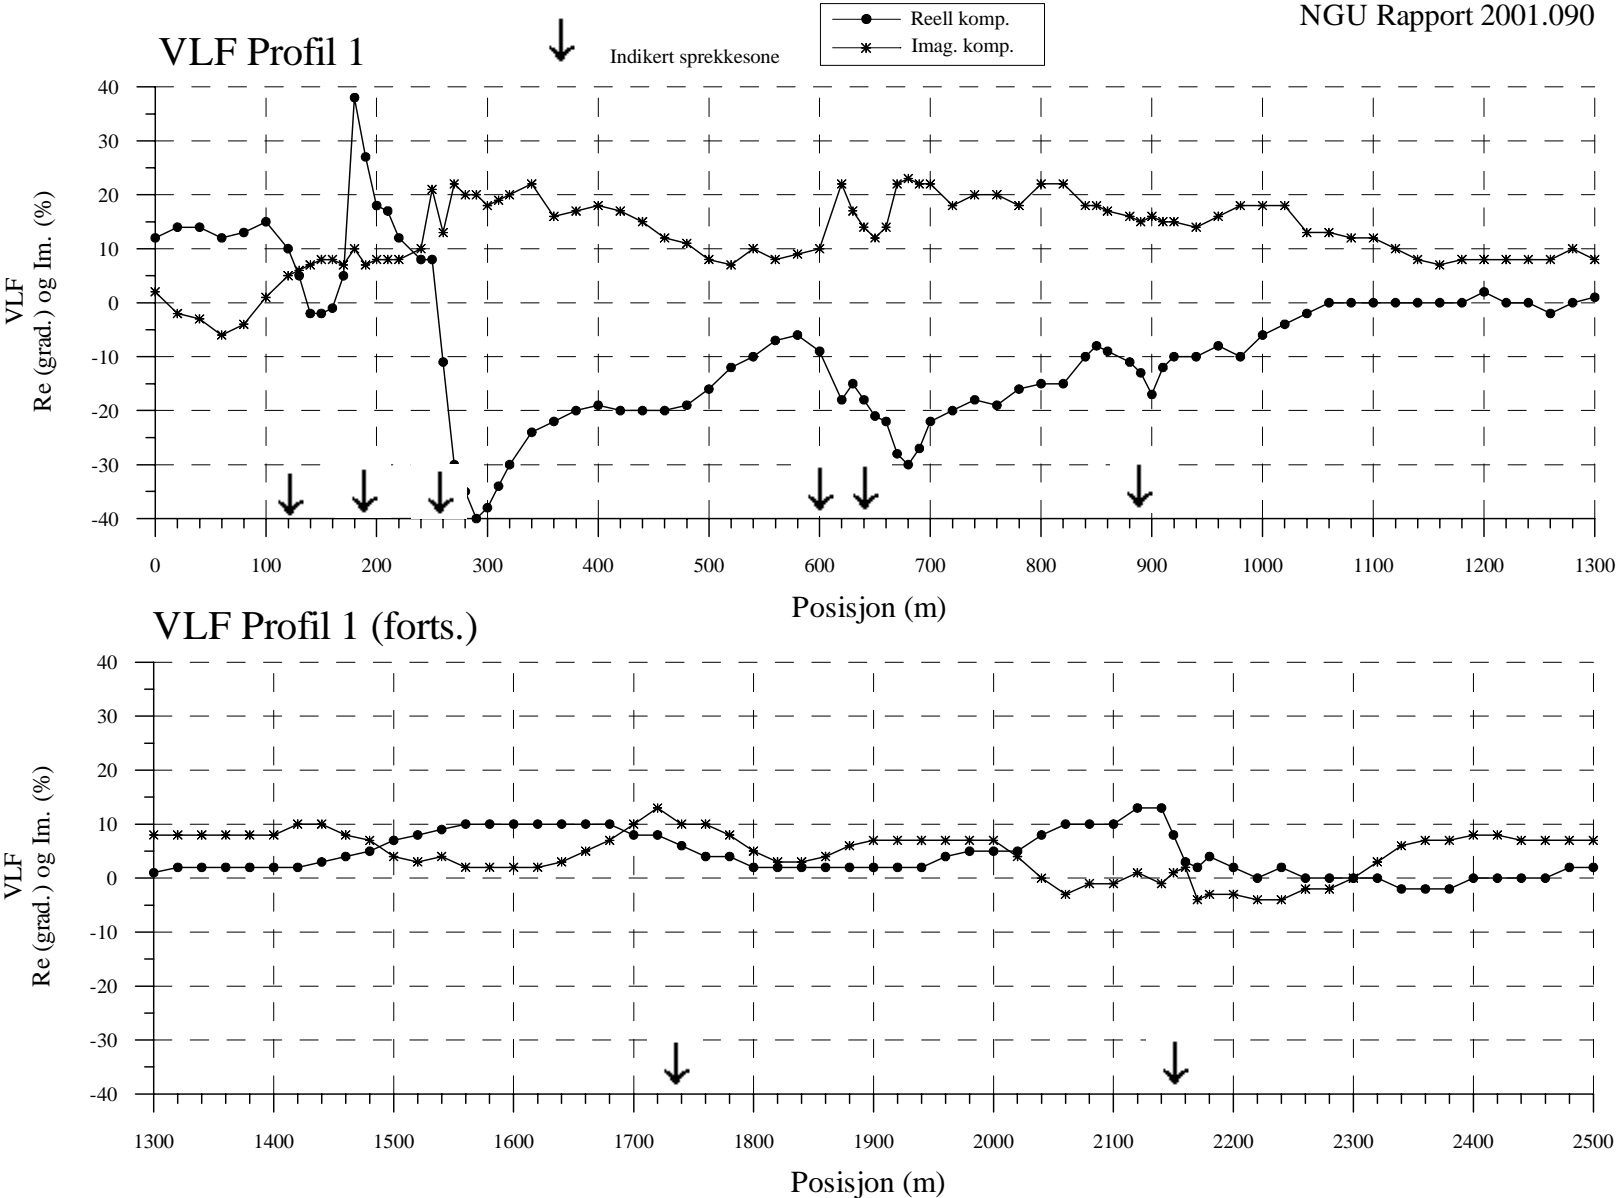 NGU Rapport 2001.090
VLF Profil 1
Indikert sprekkesone
Reell komp.
Imag. komp.
VLF
Re (grad.) og Im. (%)
40
30
20
10
0
-10
-20
-30
-40
0 100 200 300 400 500 600 700 800 900 1000 1100 1200 1300
Posisjon (m)
VLF Profil 1 (forts.)
VLF
Re (grad.) og Im. (%)
40
30
20
10
0
-10
-20
-30
-40
1300 1400 1500 1600 1700 1800 1900 2000 2100 2200 2300 2400 2500
Posisjon (m)